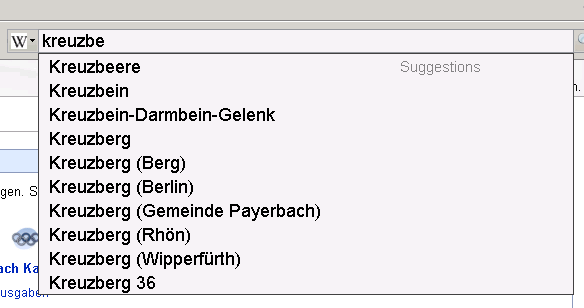 W kreuzbe
Kreuzbeere Suggestions
Kreuzbein
Kreuzbein-Darmbein-Gelenk
Kreuzberg
Kreuzberg (Berg)
Kreuzberg (Berlin)
Kreuzberg (Gemeinde Payerbach)
Kreuzberg (Rhön)
Kreuzberg (Wipperfürth)
Kreuzberg 36
n.
gen. S
ach Ka
usgaben